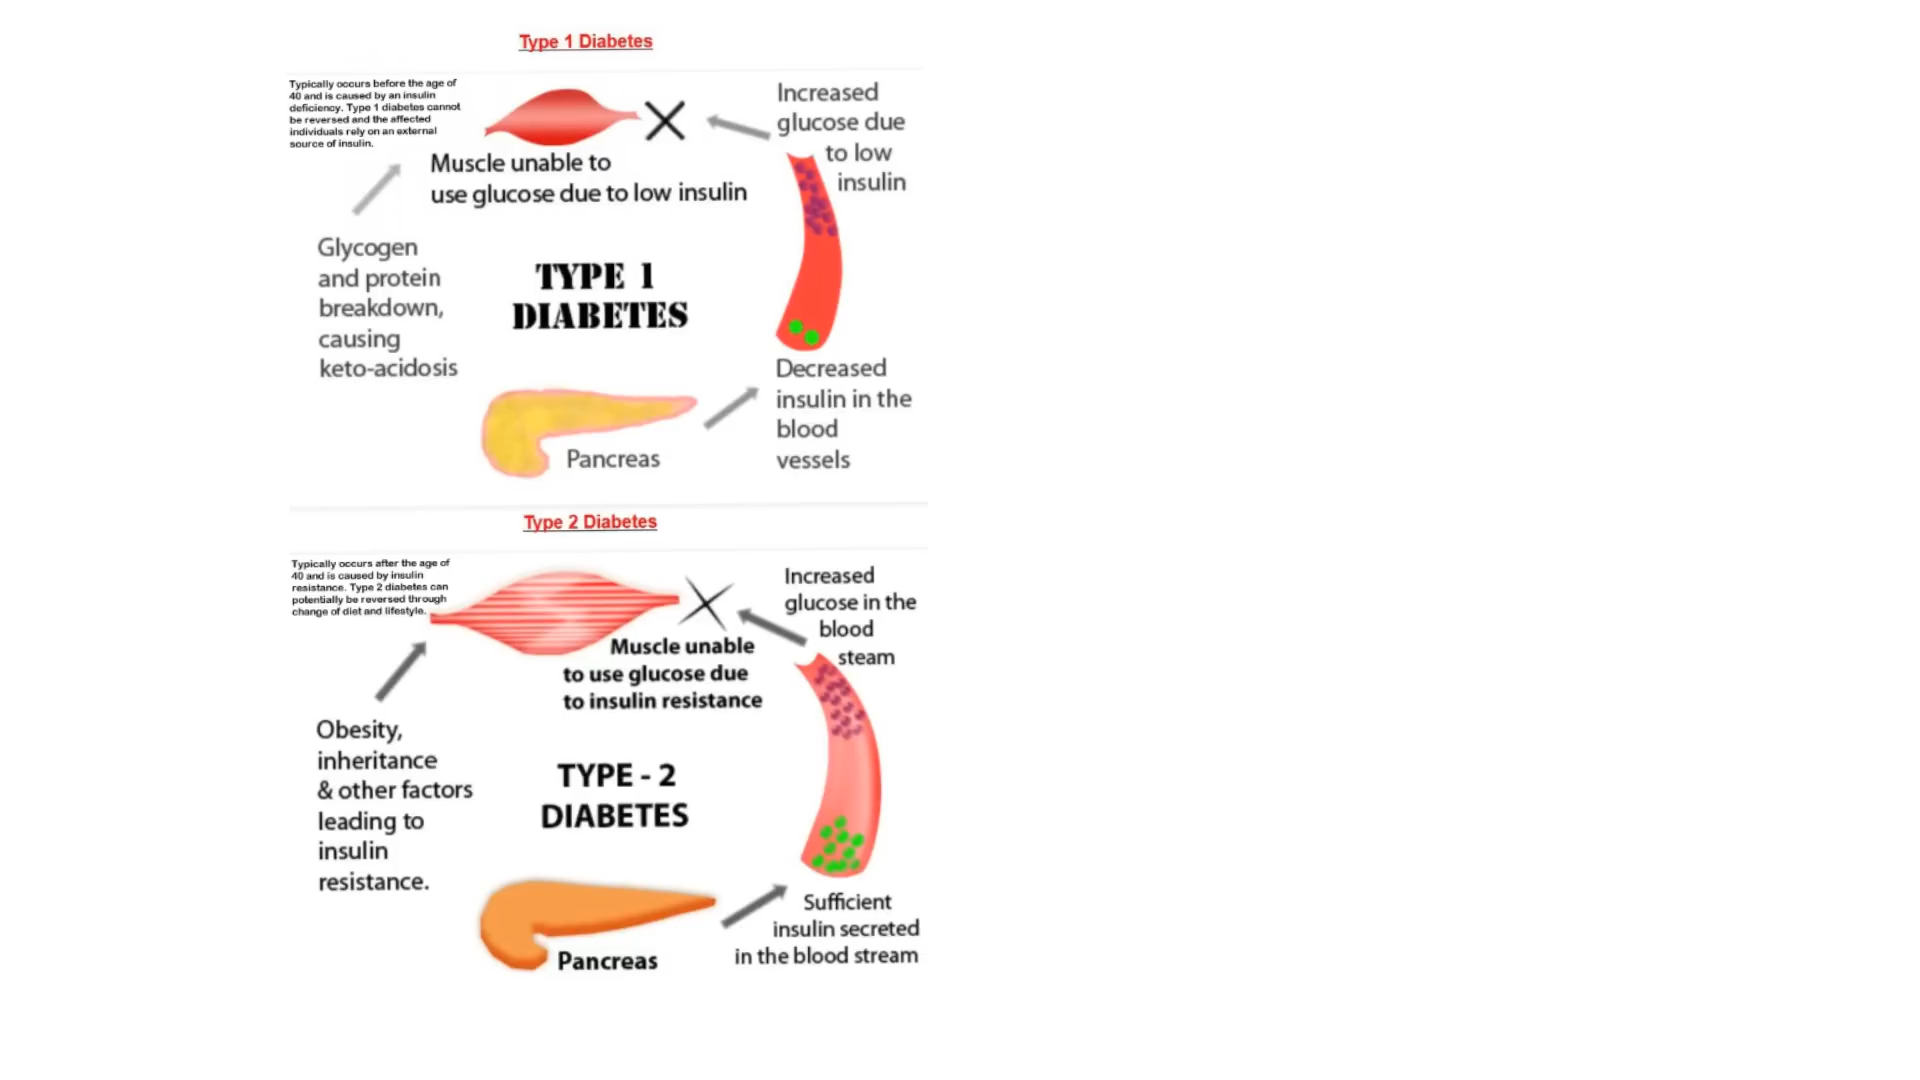 Type 1 Diabetes
Typically occurs before the age of
40 and is caused by an insulin
deficiency. Type 1 diabetes cannot
be reversed and the affected
individuals rely on an external
source of insulin.
Increased
glucose due
to low
insulin
Muscle unable to
use glucose due to low insulin
Glycogen
and protein
breakdown,
causing
keto-acidosis
TYPE 1
DIABETES
Decreased
insulin in the
blood
vessels
Pancreas
Type 2 Diabetes
Typically occurs after the age of
40 and is caused by insulin
resistance. Type 2 diabetes can
potentially be reversed through
change of diet and lifestyle.
Increased
glucose in the
blood
steam
Muscle unable
to use glucose due
to insulin resistance
Obesity,
inheritance
& other factors
leading to
insulin
resistance.
TYPE - 2
DIABETES
Sufficient
insulin secreted
in the blood stream
Pancreas